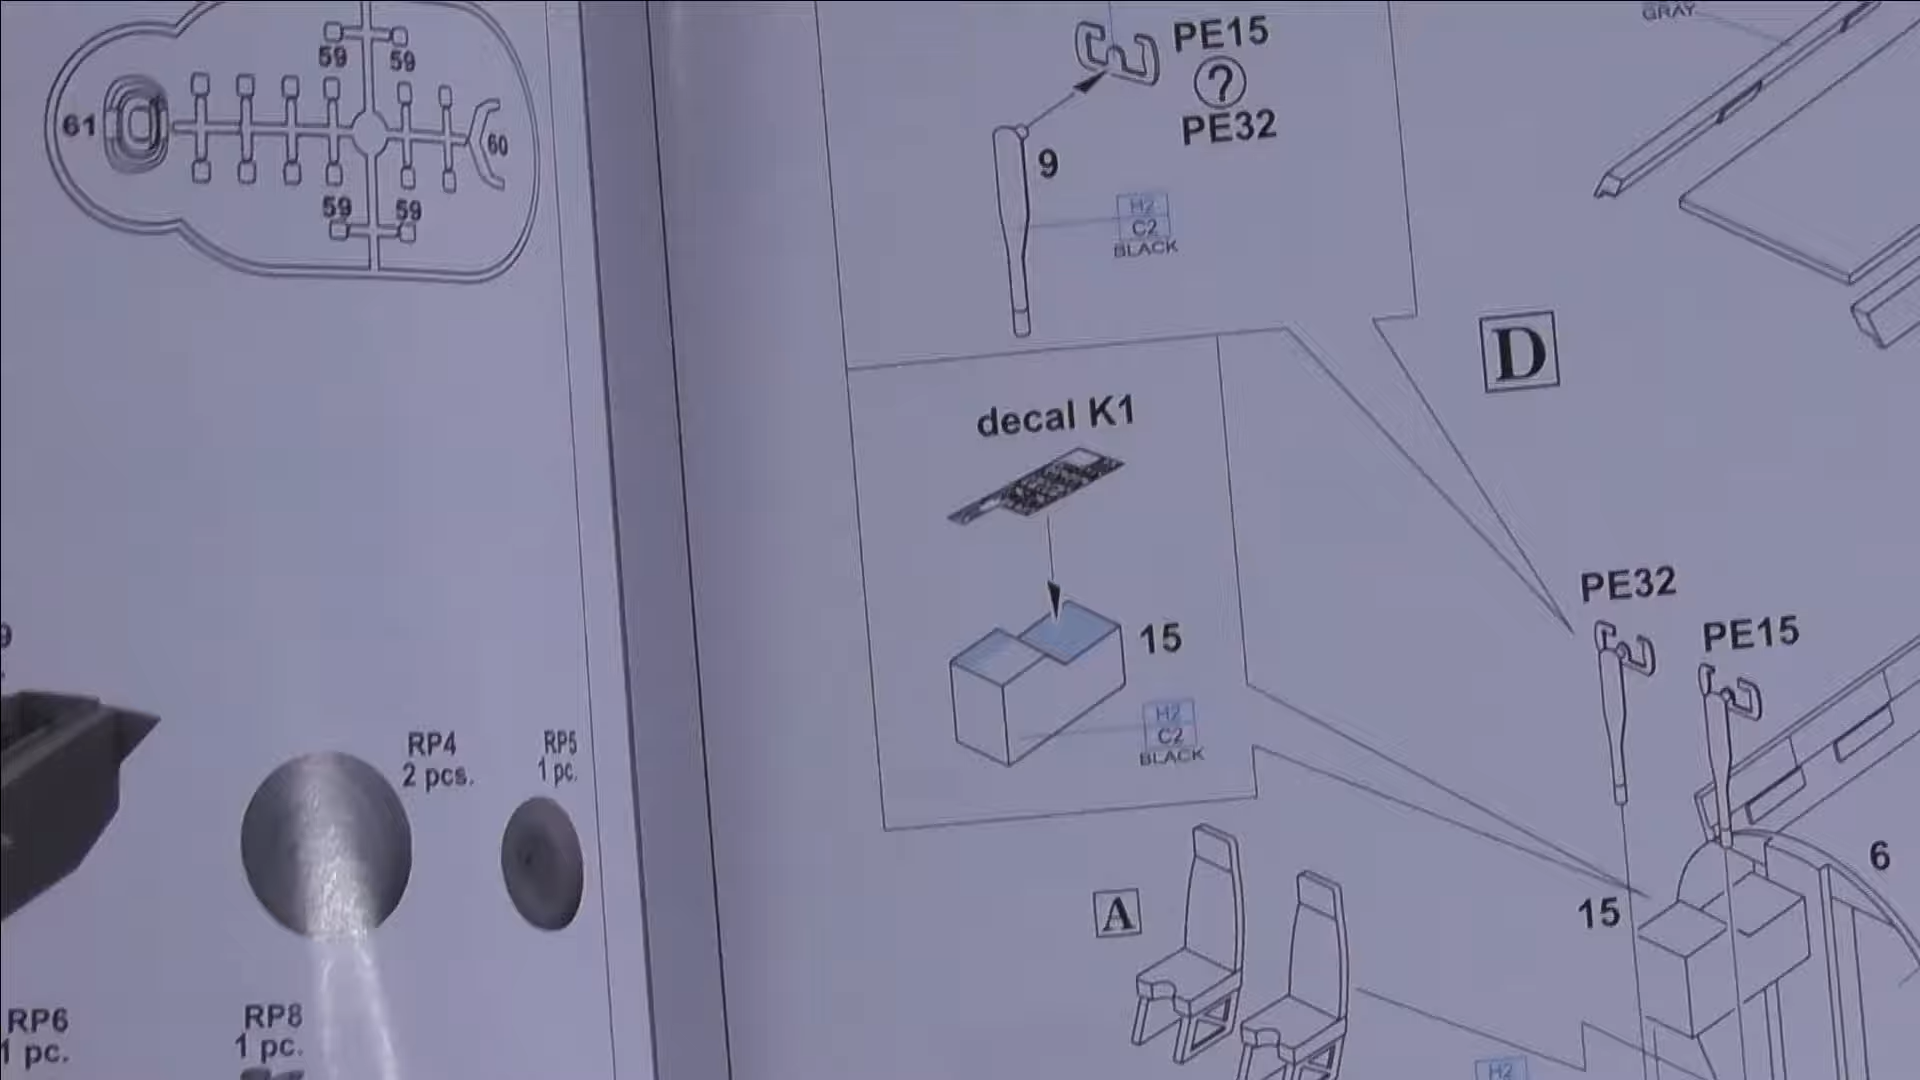 59
59
61
60
59
59
9
RP4
2 pcs.
RP5
1 pc.
RP6
1 pc.
RP8
1 pc.
PE15
?
PE32
9
H2
C2
BLACK
GRAY
D
decal K1
15
H2
C2
BLACK
PE32
PE15
A
15
6
H2